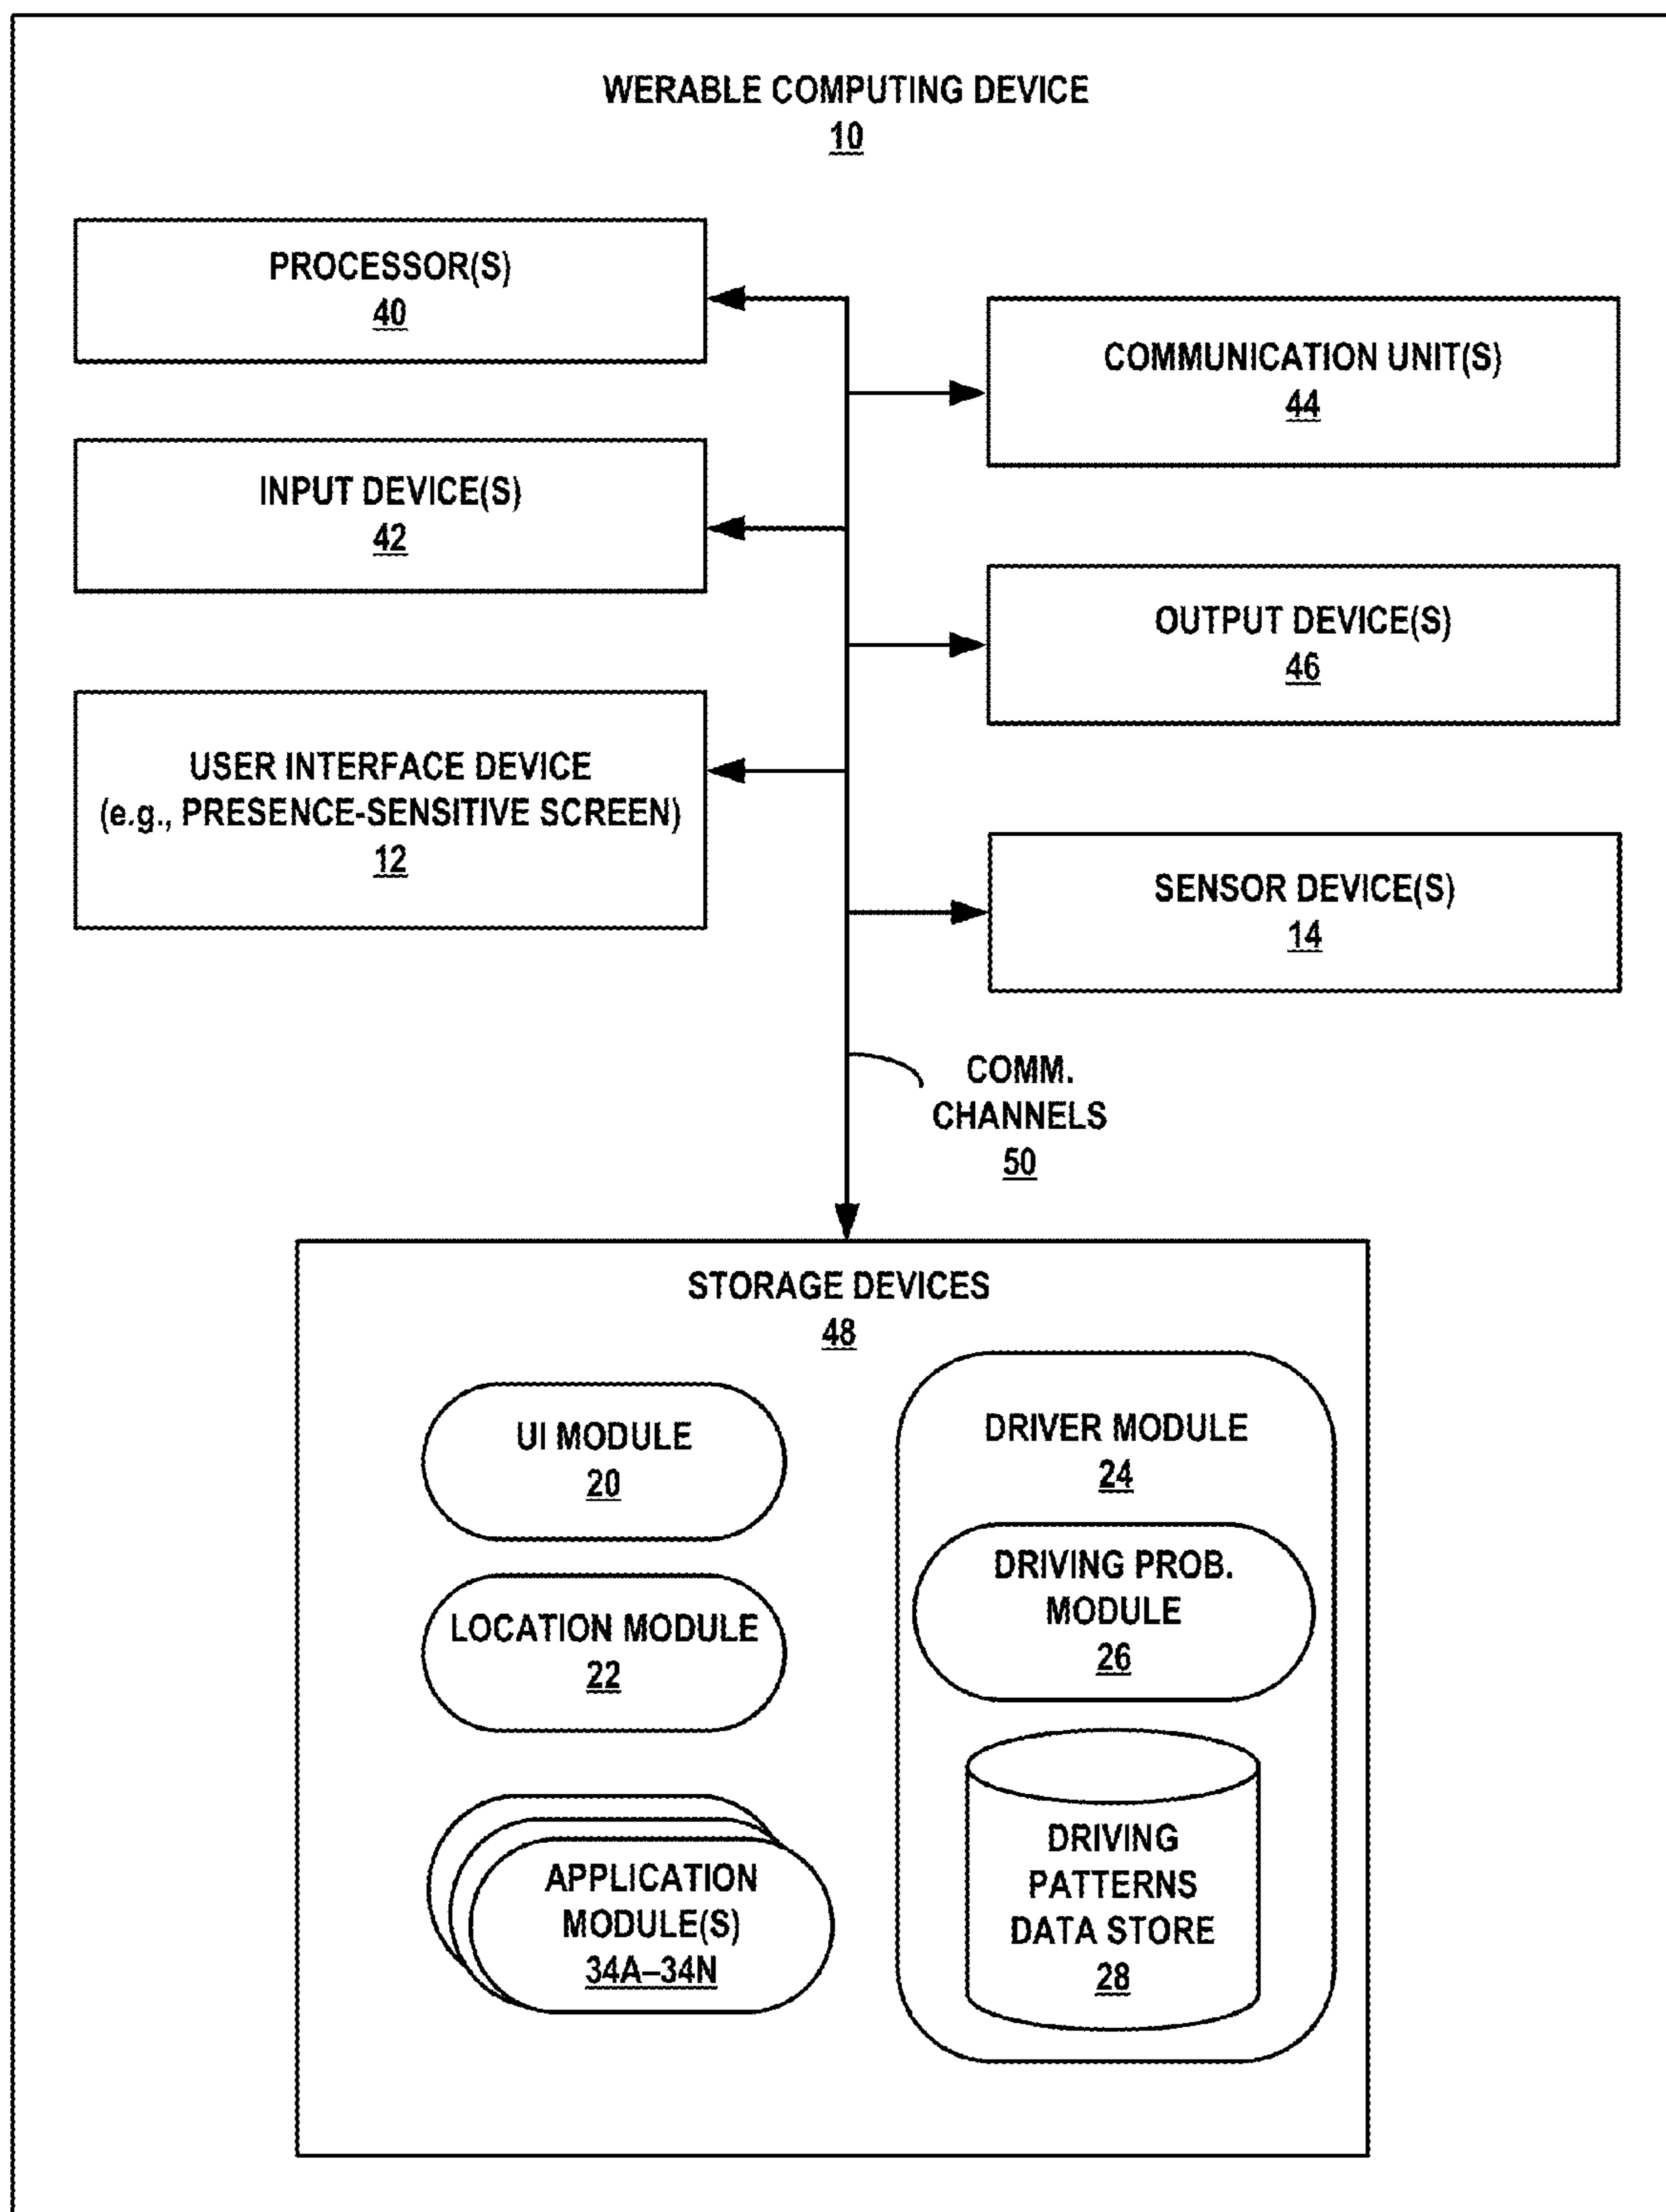 WERABLE COMPUTING DEVICE
10
PROCESSOR(S)
40
COMMUNICATION UNIT(S)
44
INPUT DEVICE(S)
42
OUTPUT DEVICE(S)
46
USER INTERFACE DEVICE
(e.g., PRESENCE-SENSITIVE SCREEN)
12
SENSOR DEVICE(S)
14
COMM.
CHANNELS
50
STORAGE DEVICES
48
UI MODULE
20
LOCATION MODULE
22
APPLICATION
MODULE(S)
34A–34N
DRIVER MODULE
24
DRIVING PROB.
MODULE
26
DRIVING
PATTERNS
DATA STORE
28